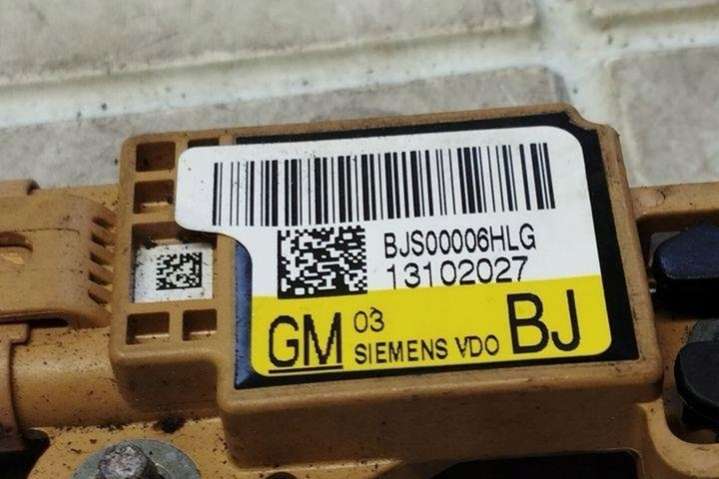 BJS00006HLG
13102027
GM 03 SIEMENS VDO BJ